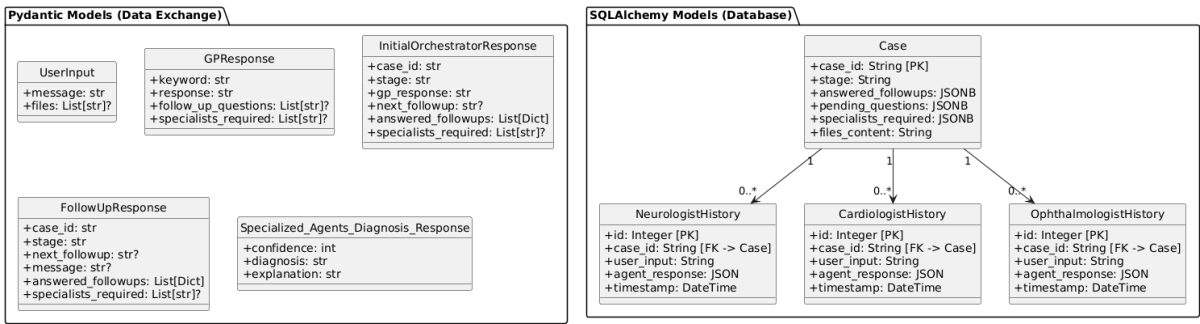 Pydantic Models (Data Exchange)
UserInput
+message: str
+files: List[str]?
GPResponse
+keyword: str
+response: str
+follow_up_questions: List[str]?
+specialists_required: List[str]?
InitialOrchestratorResponse
+case_id: str
+stage: str
+gp_response: str
+next_followup: str?
+answered_followups: List[Dict]
+specialists_required: List[str]?
FollowUpResponse
+case_id: str
+stage: str
+next_followup: str?
+message: str?
+answered_followups: List[Dict]
+specialists_required: List[str]?
Specialized_Agents_Diagnosis_Response
+confidence: int
+diagnosis: str
+explanation: str
SQLAlchemy Models (Database)
Case
+case_id: String [PK]
+stage: String
+answered_followups: JSONB
+pending_questions: JSONB
+specialists_required: JSONB
+files_content: String
1
1
1
0..*
0..*
0..*
NeurologistHistory
+id: Integer [PK]
+case_id: String [FK -> Case]
+user_input: String
+agent_response: JSON
+timestamp: DateTime
CardiologistHistory
+id: Integer [PK]
+case_id: String [FK -> Case]
+user_input: String
+agent_response: JSON
+timestamp: DateTime
OphthalmologistHistory
+id: Integer [PK]
+case_id: String [FK -> Case]
+user_input: String
+agent_response: JSON
+timestamp: DateTime